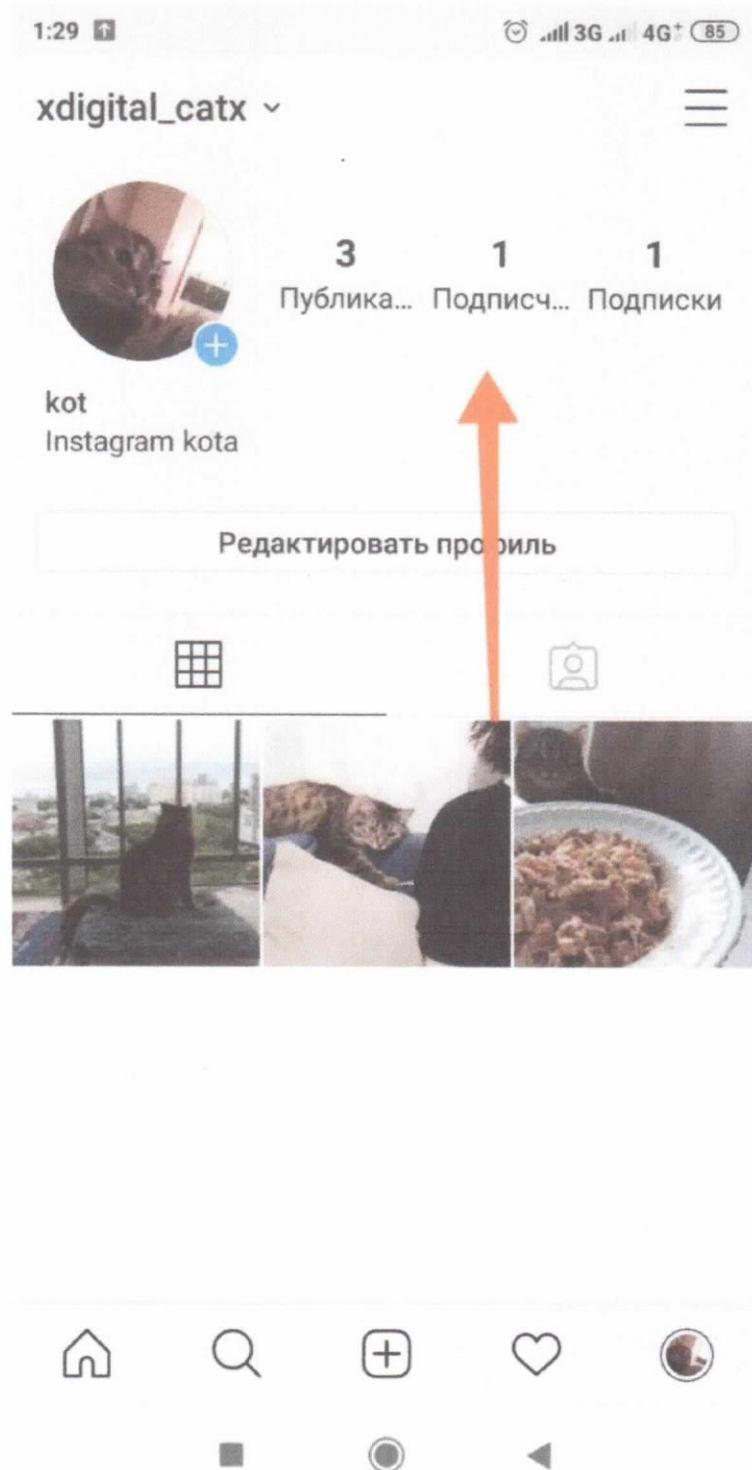 1:29 3G 4G+ 85
xdigital_catx
3 1 1
Публика... Подписч... Подписки
kot
Instagram kota
Редактировать профиль